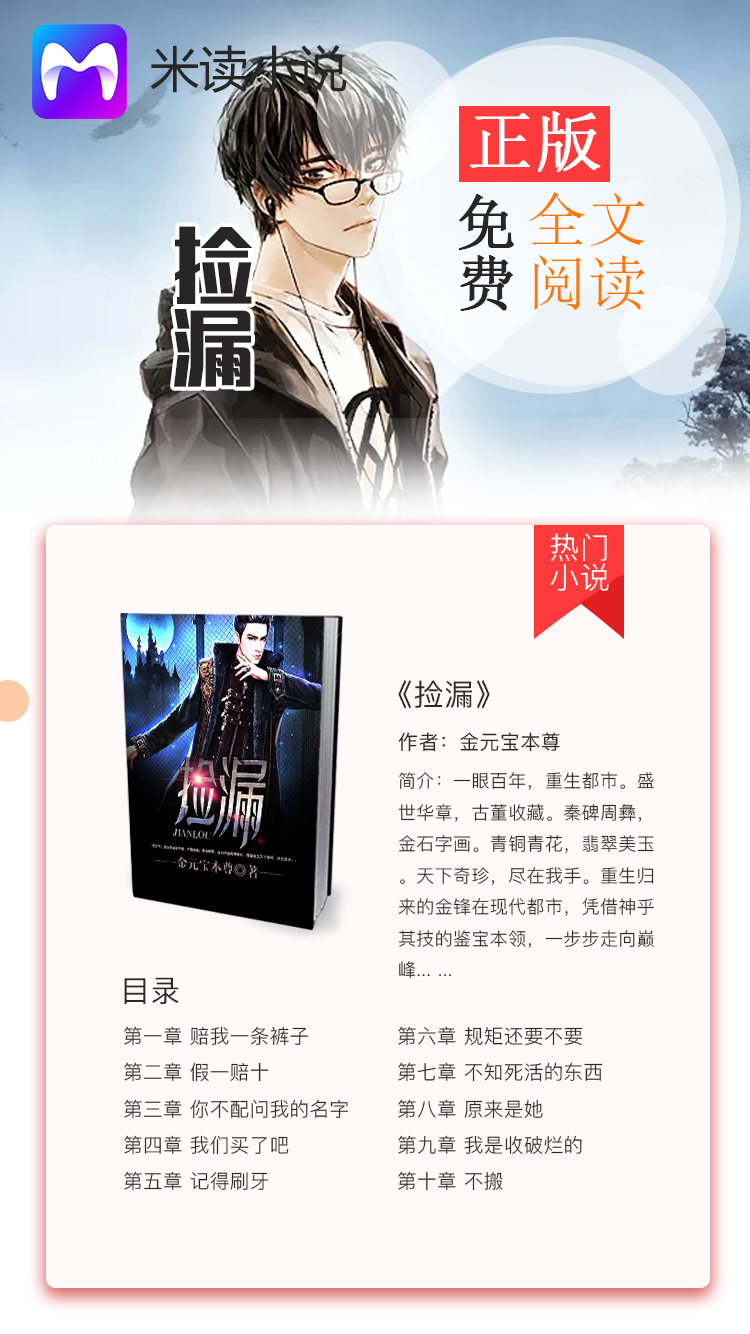 米读小说
正版
免 全文
费 阅读
捡
漏
热门
小说
捡漏
JIANLOU
金元宝本尊◎著
《捡漏》
作者：金元宝本尊
简介：一眼百年，重生都市。盛
世华章，古董收藏。秦碑周彝，
金石字画。青铜青花，翡翠美玉
。天下奇珍，尽在我手。重生归
来的金锋在现代都市，凭借神乎
其技的鉴宝本领，一步步走向巅
峰... ...
目录
第一章 赔我一条裤子
第二章 假一赔十
第三章 你不配问我的名字
第四章 我们买了吧
第五章 记得刷牙
第六章 规矩还要不要
第七章 不知死活的东西
第八章 原来是她
第九章 我是收破烂的
第十章 不搬